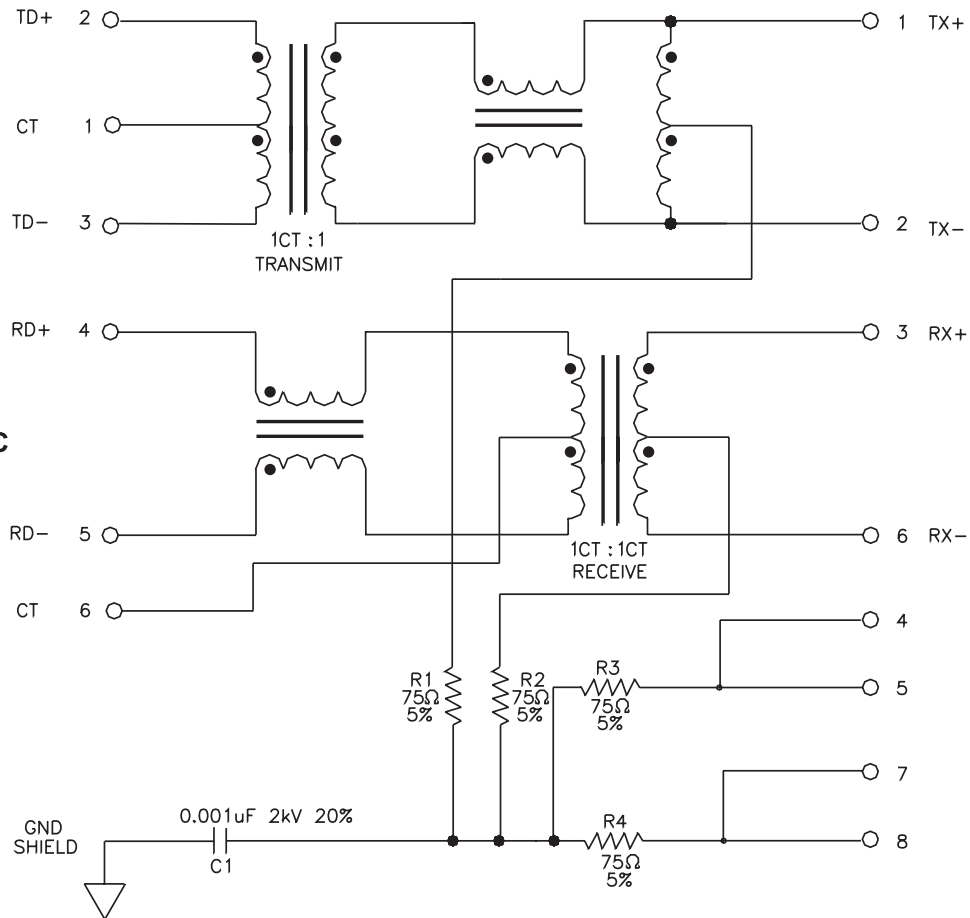 TD+ 2
1 TX+
CT 1
TD- 3
2 TX-
1CT : 1
TRANSMIT
RD+ 4
3 RX+
C
RD- 5
6 RX-
1CT : 1CT
RECEIVE
CT 6
4
R1
75Ω
5%
R2
75Ω
5%
R3
75Ω
5%
5
7
0.001uF 2kV 20%
C1
GND
SHIELD
R4
75Ω
5%
8